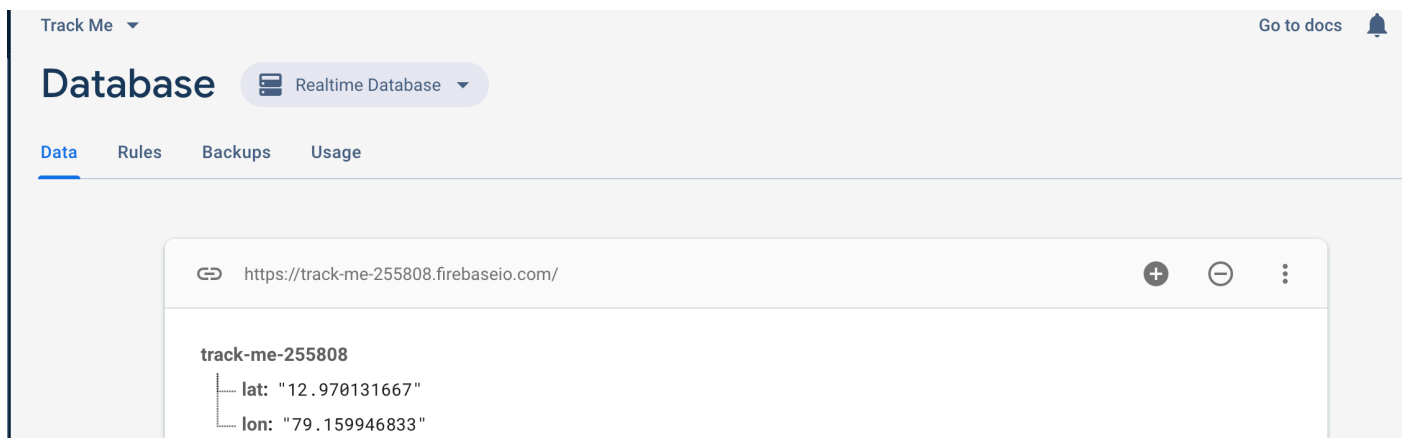 Track Me Go to docs
Database Realtime Database
Data Rules Backups Usage
https://track-me-255808.firebaseio.com/
track-me-255808
lat: "12.970131667"
lon: "79.159946833"